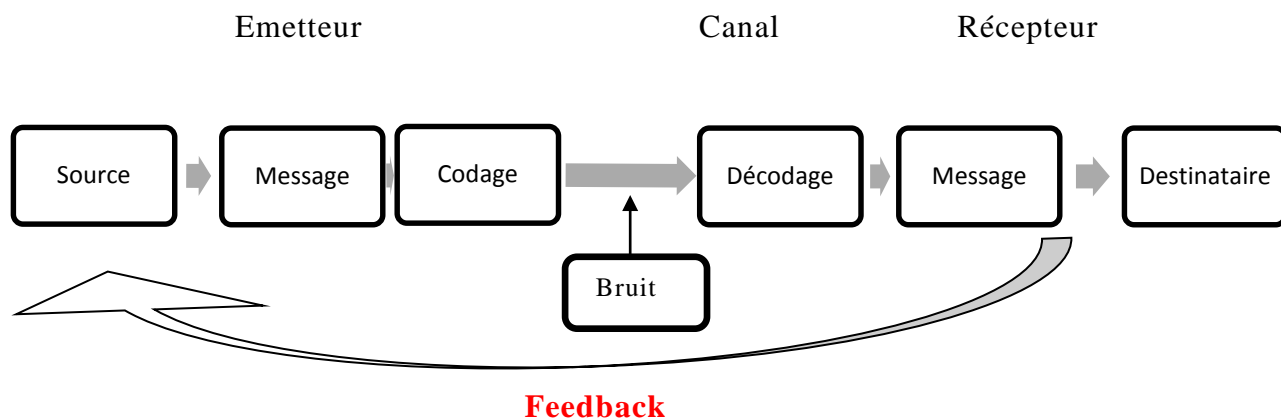 Emetteur Canal Récepteur
Source Message Codage Décodage Message Destinataire
Bruit
Feedback